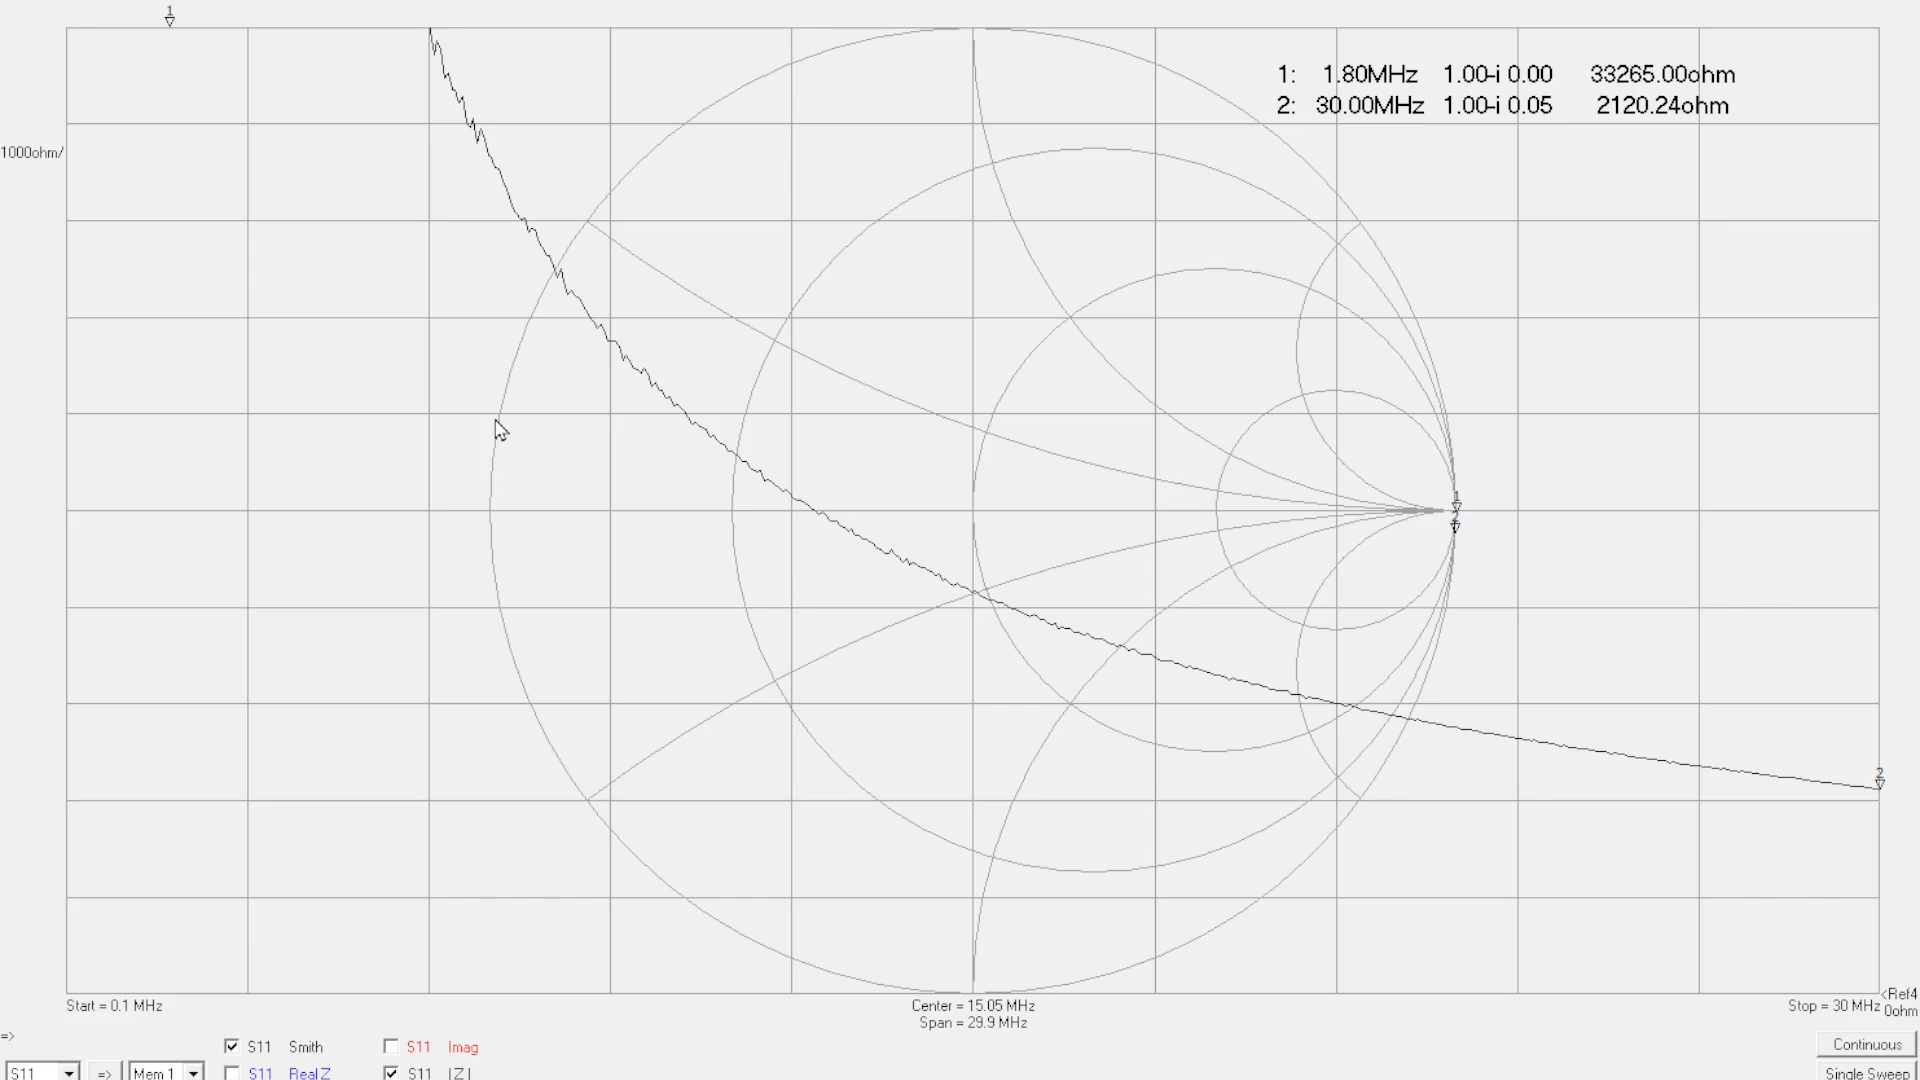 1
1: 1.80MHz 1.00-i 0.00 33265.00ohm
2: 30.00MHz 1.00-i 0.05 2120.24ohm
1000ohm/
1
2
2
<Ref4
0ohm
Start = 0.1 MHz
Center = 15.05 MHz
Stop = 30 MHz
Span = 29.9 MHz
=>
S11 Smith
S11 Imag
Continuous
S11
=>
Mem 1
S11 Real Z
S11 |Z|
Single Sweep